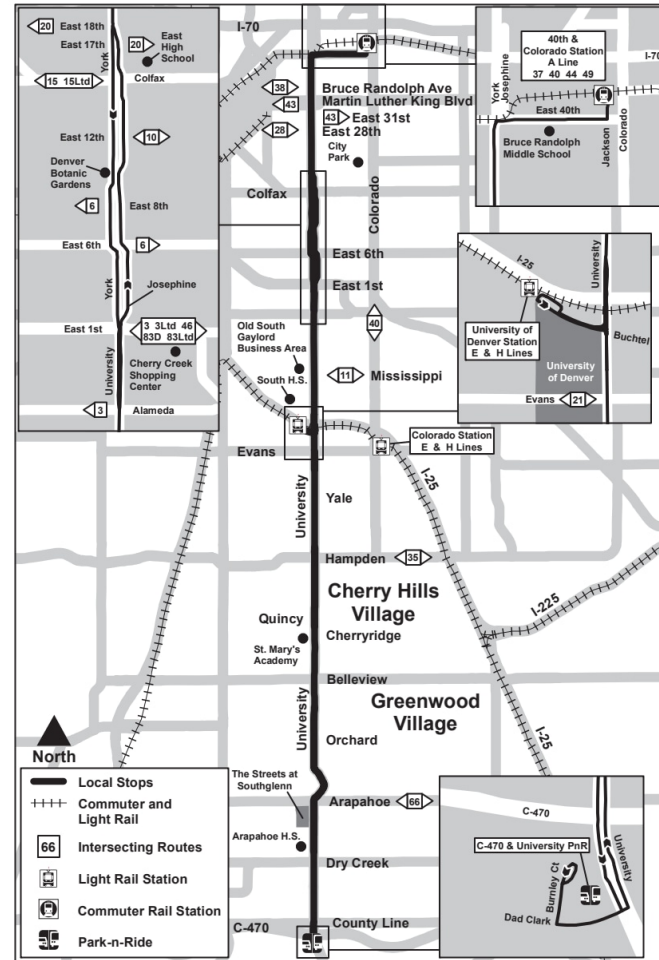 20
East 18th
East 17th
20
East
High
School
York
15 15Ltd
Colfax
East 12th
10
Denver
Botanic
Gardens
6
East 8th
East 6th
6
York
Josephine
East 1st
3 3Ltd 46
83D 83Ltd
Cherry Creek
Shopping
Center
University
3
Alameda
I-70
38
Bruce Randolph Ave
43
Martin Luther King Blvd
43
East 31st
28
East 28th
City
Park
Colfax
Colorado
East 6th
East 1st
40
Old South
Gaylord
Business Area
11
Mississippi
South H.S.
Evans
Colorado Station
E & H Lines
I-25
University
Yale
Hampden
35
Cherry Hills
Village
I-225
Quincy
Cherryridge
St. Mary's
Academy
Belleview
Greenwood
Village
University
Orchard
I-25
The Streets at
Southglenn
Arapahoe
66
Arapahoe H.S.
Dry Creek
C-470
County Line
40th &
Colorado Station
A Line
37 40 44 49
I-70
York
Josephine
East 40th
Bruce Randolph
Middle School
Jackson
Colorado
I-25
University
University of
Denver Station
E & H Lines
Buchtel
University
of Denver
Evans
21
North
Local Stops
Commuter and
Light Rail
66
Intersecting Routes
Light Rail Station
Commuter Rail Station
Park-n-Ride
C-470
C-470 & University PnR
University
Burnley Ct
Dad Clark